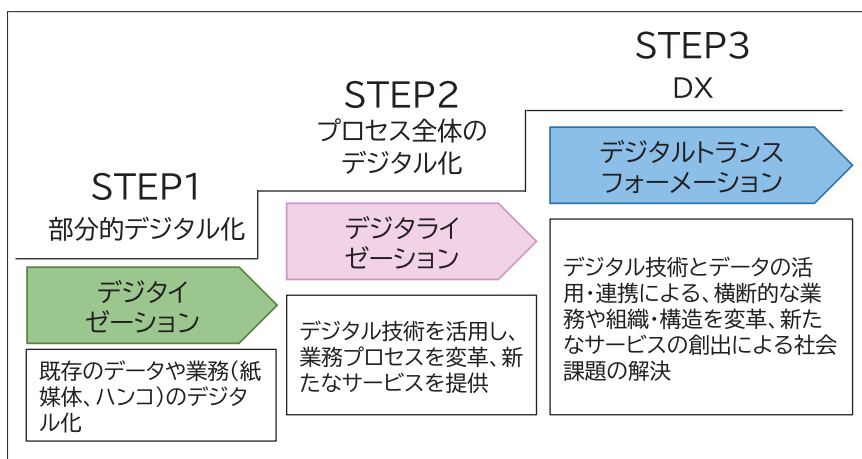 STEP1
部分的デジタル化
デジタイ
ゼーション
既存のデータや業務(紙
媒体、ハンコ)のデジタ
ル化
STEP2
プロセス全体の
デジタル化
デジタライ
ゼーション
デジタル技術を活用し、
業務プロセスを変革、新
たなサービスを提供
STEP3
DX
デジタルトランス
フォーメーション
デジタル技術とデータの活
用・連携による、横断的な業
務や組織・構造を変革、新た
なサービスの創出による社会
課題の解決